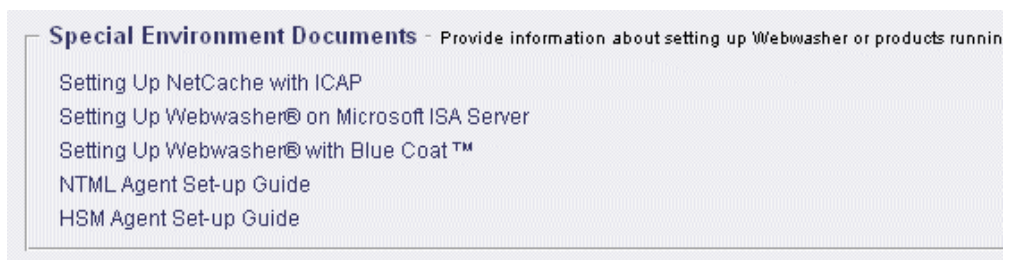 Special Environment Documents - Provide information about setting up Webwasher or products runnin
Setting Up NetCache with ICAP
Setting Up Webwasher® on Microsoft ISA Server
Setting Up Webwasher® with Blue Coat™
NTML Agent Set-up Guide
HSM Agent Set-up Guide